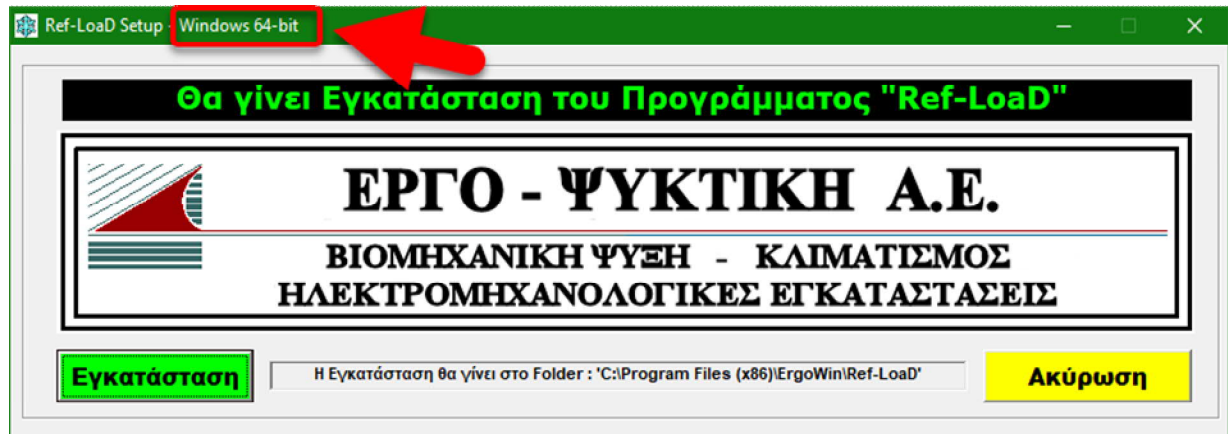 Ref-LoaD Setup - Windows 64-bit
Θα γίνει Εγκατάσταση του Προγράμματος "Ref-LoaD"
ΕΡΓΟ - ΨΥΚΤΙΚΗ Α.Ε.
ΒΙΟΜΗΧΑΝΙΚΗ ΨΥΞΗ - ΚΛΙΜΑΤΙΣΜΟΣ
ΗΛΕΚΤΡΟΜΗΧΑΝΟΛΟΓΙΚΕΣ ΕΓΚΑΤΑΣΤΑΣΕΙΣ
Εγκατάσταση
Η Εγκατάσταση θα γίνει στο Folder : 'C:\Program Files (x86)\ErgoWin\Ref-LoaD'
Ακύρωση